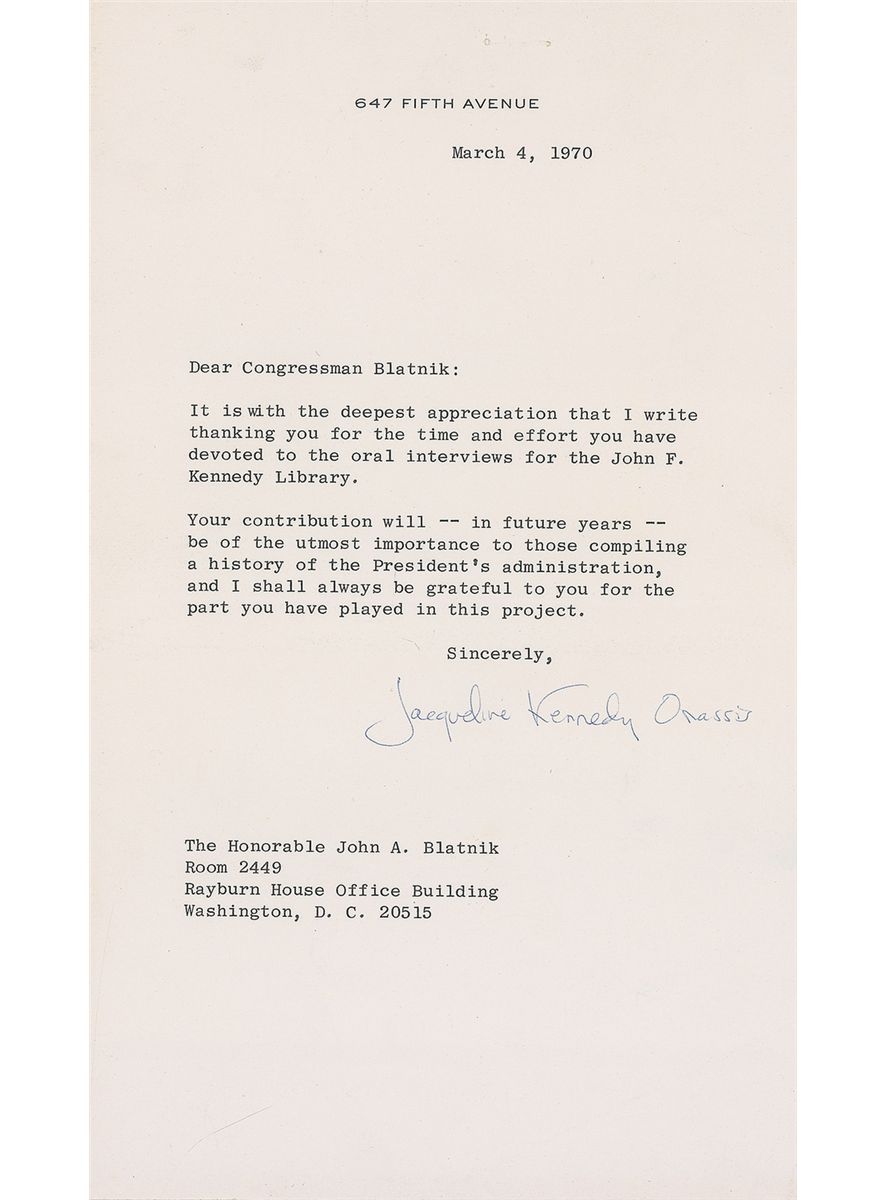 647 FIFTH AVENUE
March 4, 1970
Dear Congressman Blatnik:
It is with the deepest appreciation that I write
thanking you for the time and effort you have
devoted to the oral interviews for the John F.
Kennedy Library.
Your contribution will -- in future years --
be of the utmost importance to those compiling
a history of the President's administration,
and I shall always be grateful to you for the
part you have played in this project.
Sincerely,
Jacqueline Kennedy Onassis
The Honorable John A. Blatnik
Room 2449
Rayburn House Office Building
Washington, D. C. 20515